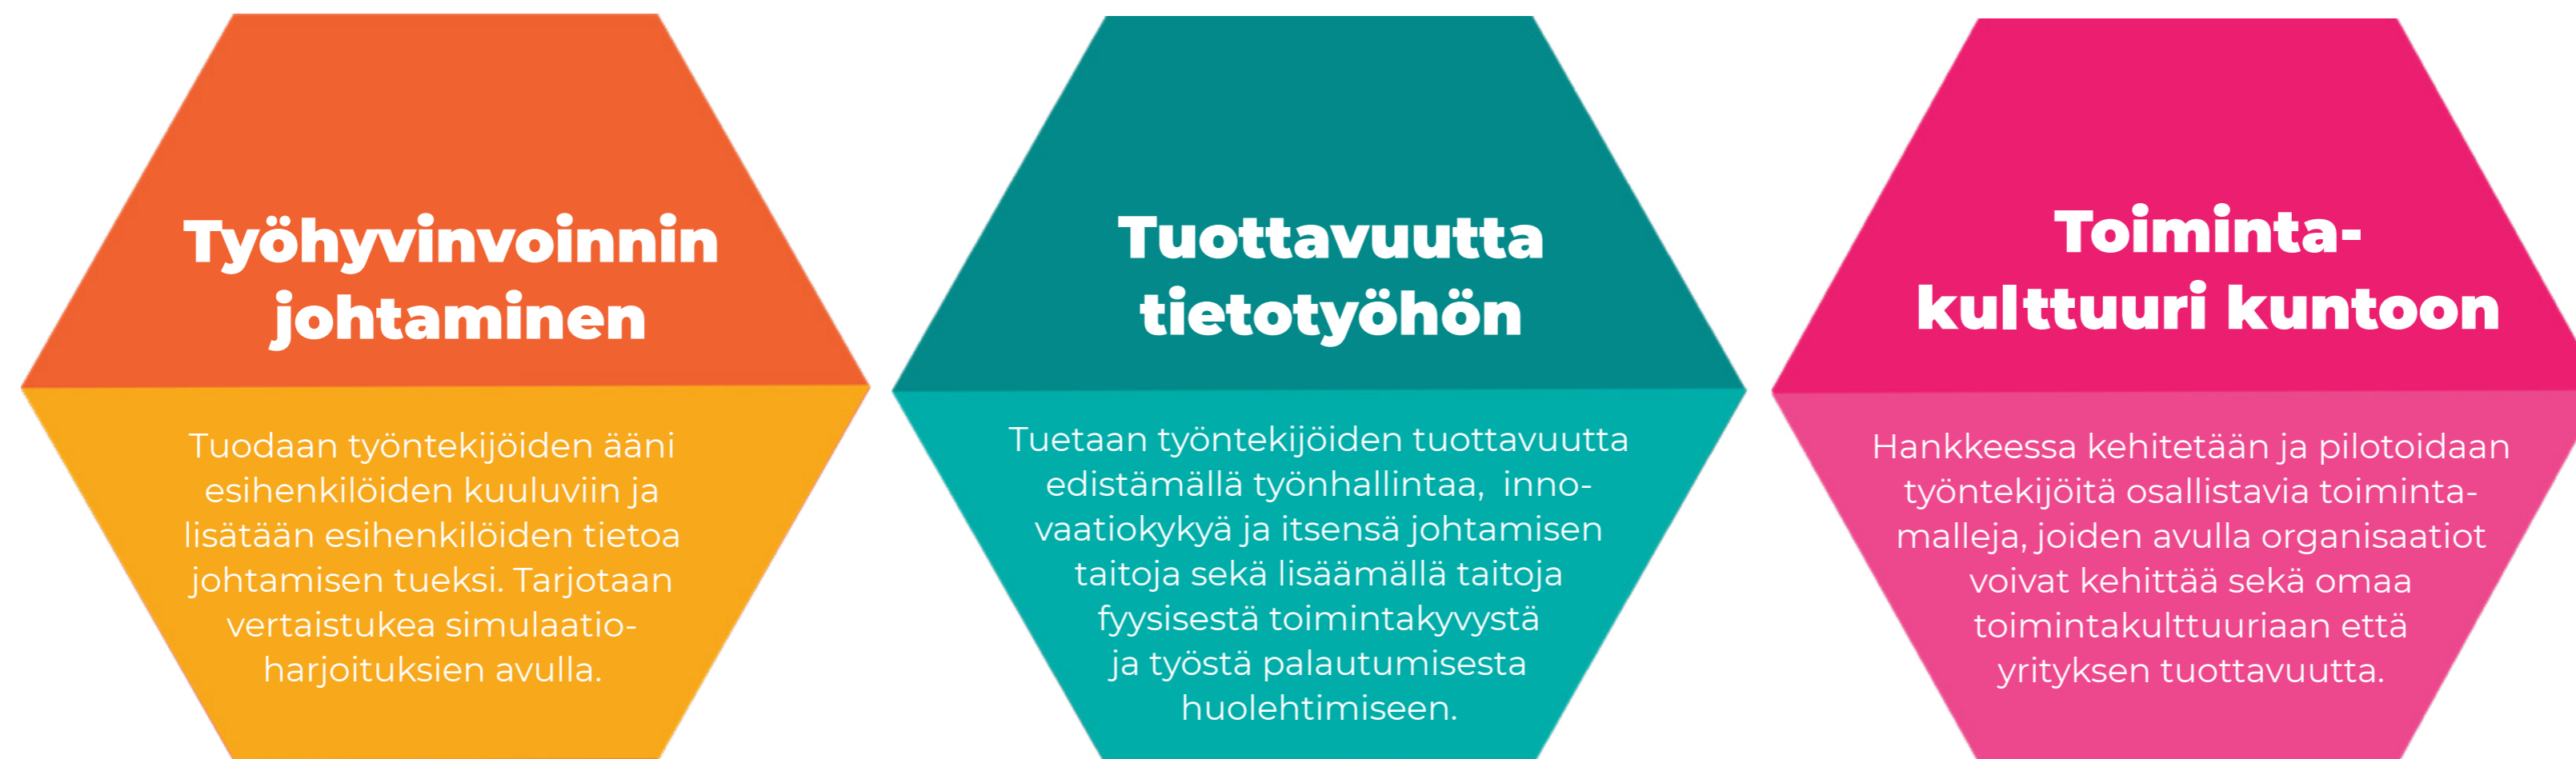 Työhyvinvoinnin
johtaminen
Tuodaan työntekijöiden ääni
esihenkilöiden kuuluviin ja
lisätään esihenkilöiden tietoa
johtamisen tueksi. Tarjotaan
vertaistukea simulaatio-
harjoituksien avulla.
Tuottavuutta
tietotyöhön
Tuetaan työntekijöiden tuottavuutta
edistämällä työnhallintaa, inno-
vaatiokykyä ja itsensä johtamisen
taitoja sekä lisäämällä taitoja
fyysisestä toimintakyvystä
ja työstä palautumisesta
huolehtimiseen.
Toiminta-
kulttuuri kuntoon
Hankkeessa kehitetään ja pilotoidaan
työntekijöitä osallistavia toiminta-
malleja, joiden avulla organisaatiot
voivat kehittää sekä omaa
toimintakulttuuriaan että
yrityksen tuottavuutta.